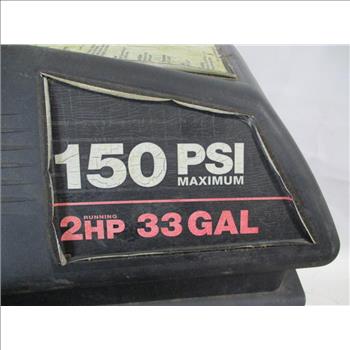 150 PSI
MAXIMUM
RUNNING
2HP 33 GAL